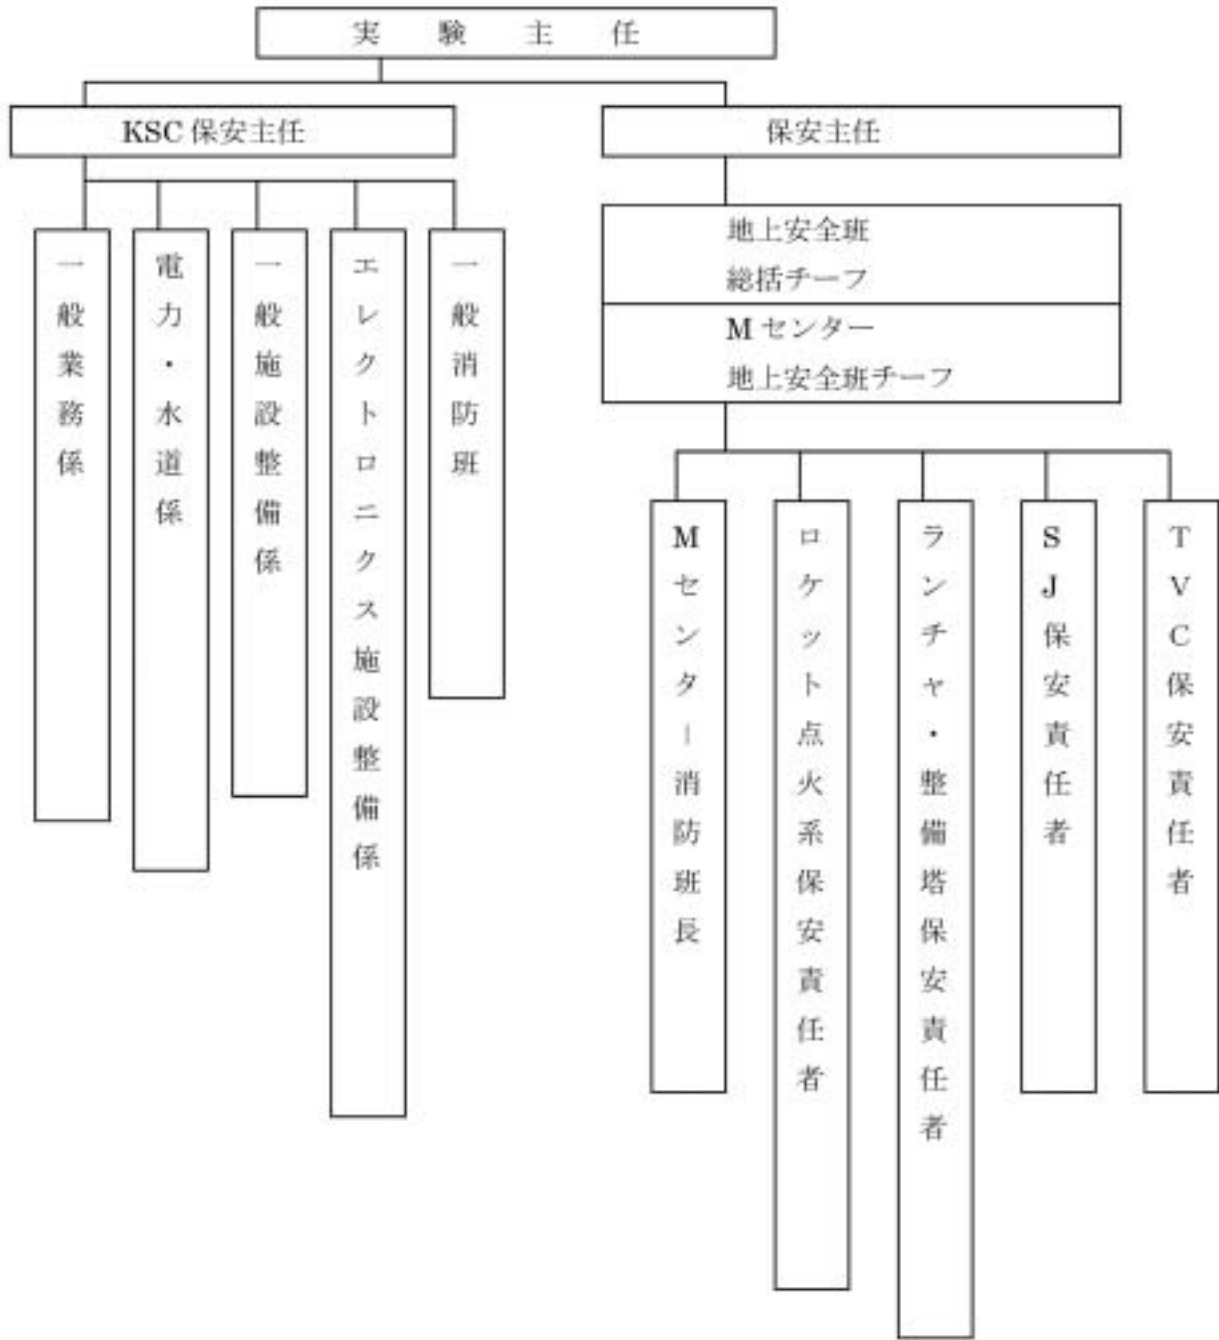 実験主任
KSC 保安主任
保安主任
地上安全班
総括チーフ
M センター
地上安全班チーフ
一般業務係
電力・水道係
一般施設整備係
エレクトロニクス施設整備係
一般消防班
Mセンター消防班長
ロケット点火系保安責任者
ランチャ・整備塔保安責任者
SJ保安責任者
TVC保安責任者